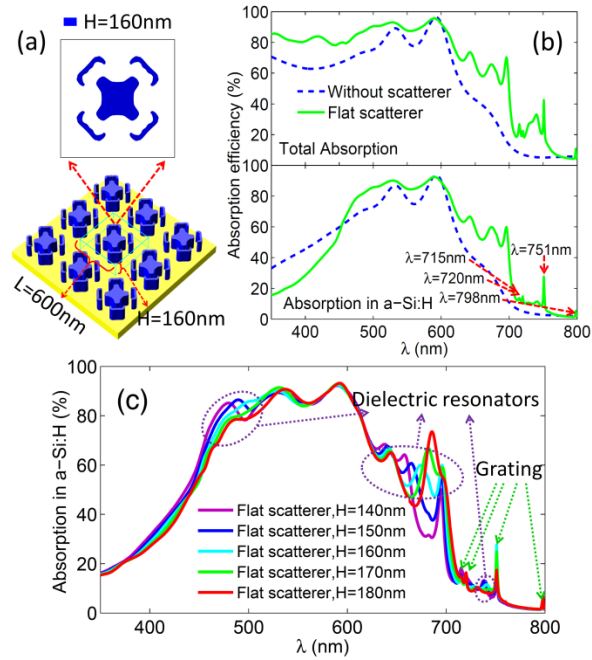 (a)
H=160nm
L=600nm
H=160nm
(b)
100
80
60
40
20
0
Without scatterer
Flat scatterer
Total Absorption
80
60
40
20
0
Absorption efficiency (%)
λ=715nm
λ=720nm
λ=798nm
λ=751nm
Absorption in a−Si:H
400
500
600
700
800
λ (nm)
(c)
100
80
60
40
20
0
Absorption in a−Si:H (%)
Dielectric resonators
Grating
Flat scatterer,H=140nm
Flat scatterer,H=150nm
Flat scatterer,H=160nm
Flat scatterer,H=170nm
Flat scatterer,H=180nm
400
500
600
700
800
λ (nm)